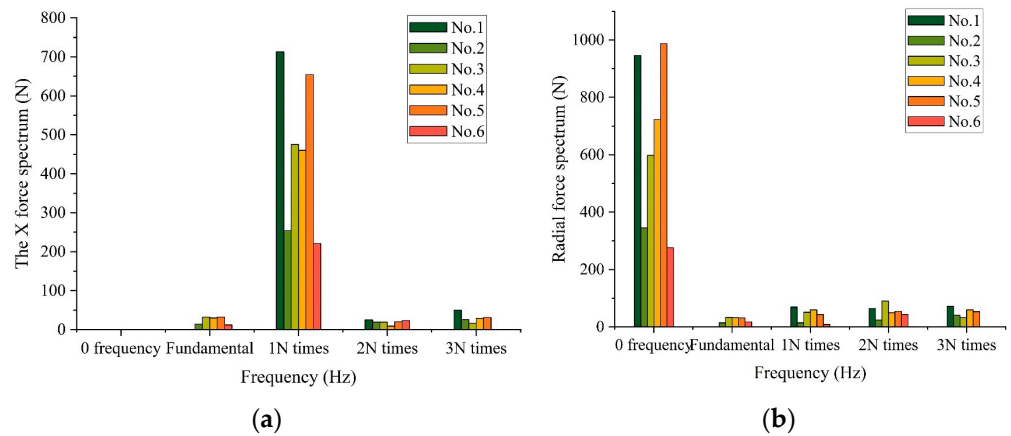 The X force spectrum (N)
800
700
600
500
400
300
200
100
0
0 frequency Fundamental 1N times 2N times 3N times
Frequency (Hz)
No.1
No.2
No.3
No.4
No.5
No.6
(a)
Radial force spectrum (N)
1000
800
600
400
200
0
0 frequency Fundamental 1N times 2N times 3N times
Frequency (Hz)
No.1
No.2
No.3
No.4
No.5
No.6
(b)